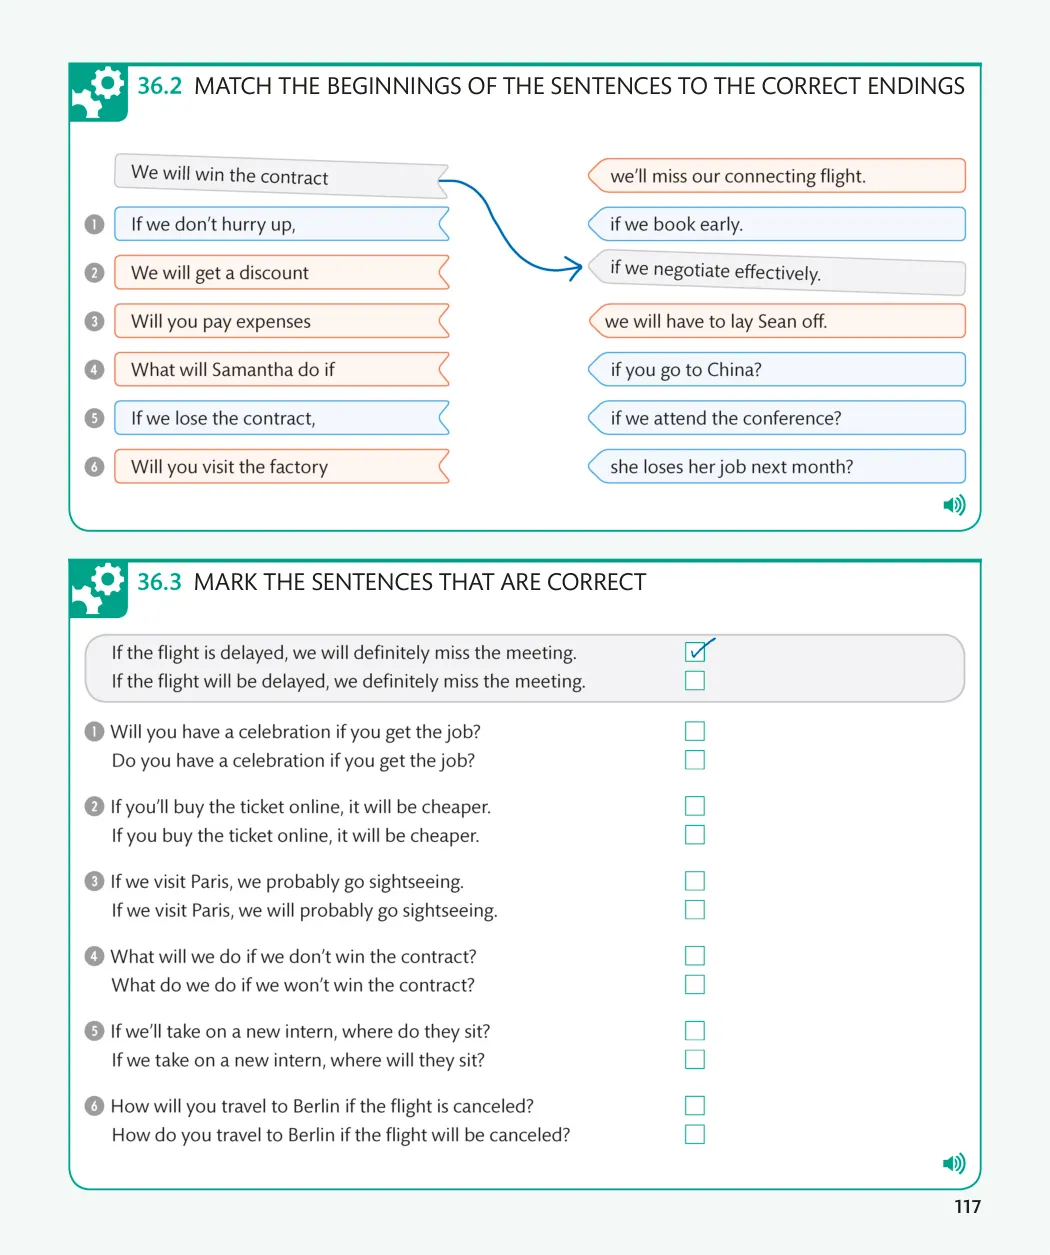 36.2 MATCH THE BEGINNINGS OF THE SENTENCES TO THE CORRECT ENDINGS
We will win the contract
we'll miss our connecting flight.
1 If we don't hurry up,
if we book early.
2 We will get a discount
if we negotiate effectively.
3 Will you pay expenses
we will have to lay Sean off.
4 What will Samantha do if
if you go to China?
5 If we lose the contract,
if we attend the conference?
6 Will you visit the factory
she loses her job next month?
36.3 MARK THE SENTENCES THAT ARE CORRECT
If the flight is delayed, we will definitely miss the meeting.
If the flight will be delayed, we definitely miss the meeting.
1 Will you have a celebration if you get the job?
Do you have a celebration if you get the job?
2 If you'll buy the ticket online, it will be cheaper.
If you buy the ticket online, it will be cheaper.
3 If we visit Paris, we probably go sightseeing.
If we visit Paris, we will probably go sightseeing.
4 What will we do if we don't win the contract?
What do we do if we won't win the contract?
5 If we'll take on a new intern, where do they sit?
If we take on a new intern, where will they sit?
6 How will you travel to Berlin if the flight is canceled?
How do you travel to Berlin if the flight will be canceled?
117